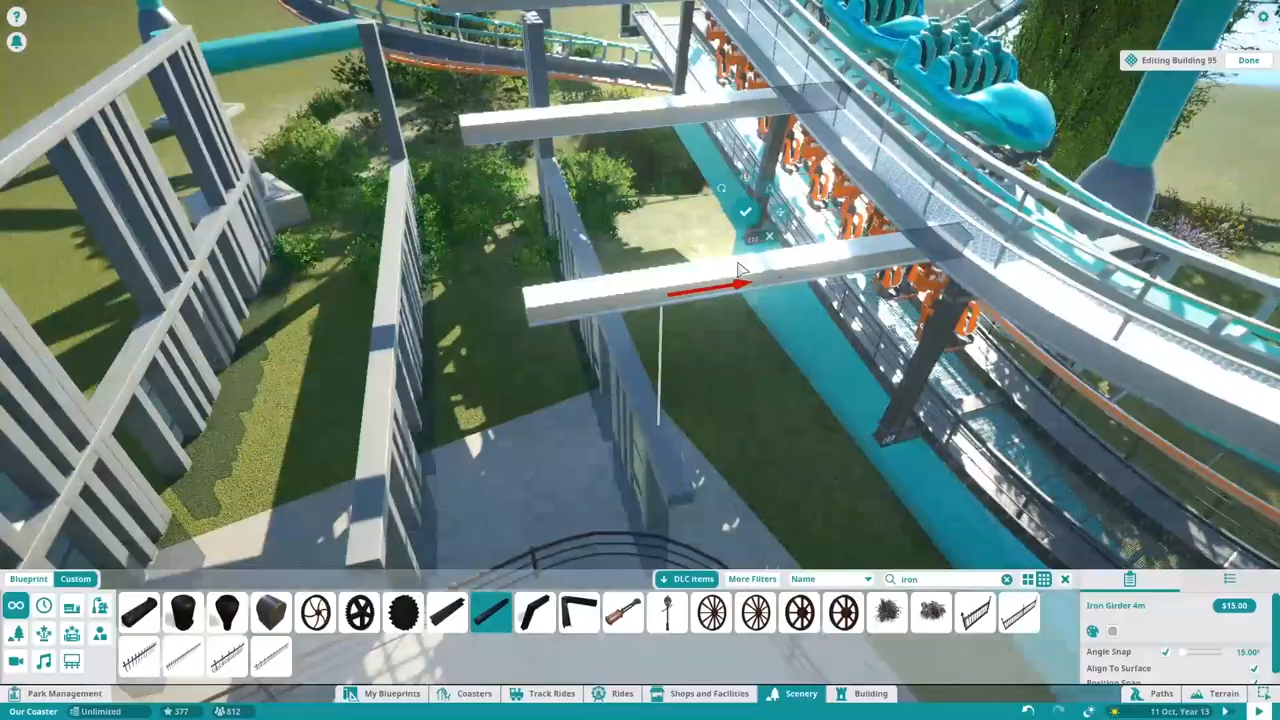 Editing Building 95
Done
Blueprint
Custom
DLC Items
More Filters
Name
iron
Iron Girder 4m
$15.00
Angle Snap
15.00°
Align To Surface
Park Management
My Blueprints
Coasters
Track Rides
Rides
Shops and Facilities
Scenery
Building
Paths
Terrain
Our Coaster
Unlimited
377
812
11 Oct, Year 13